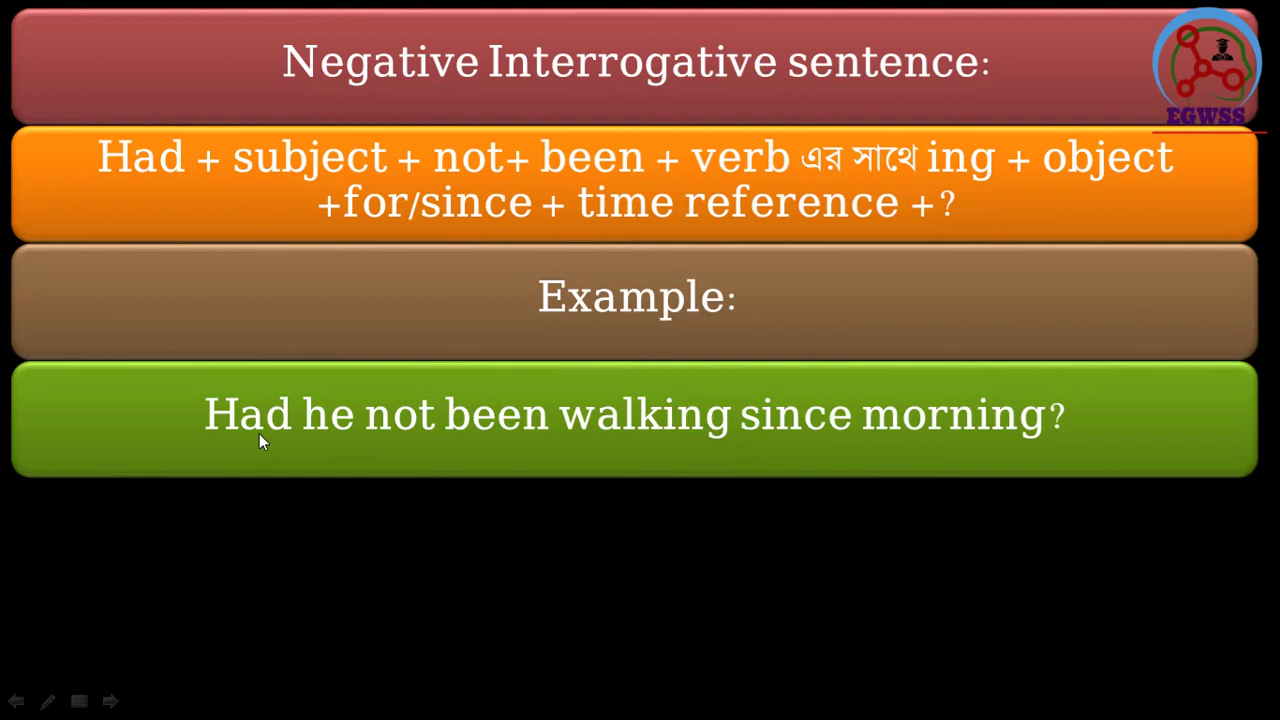 Negative Interrogative sentence:
EGWSS
Had + subject + not+ been + verb এর সাথে ing + object
+for/since + time reference +?
Example:
Had he not been walking since morning?